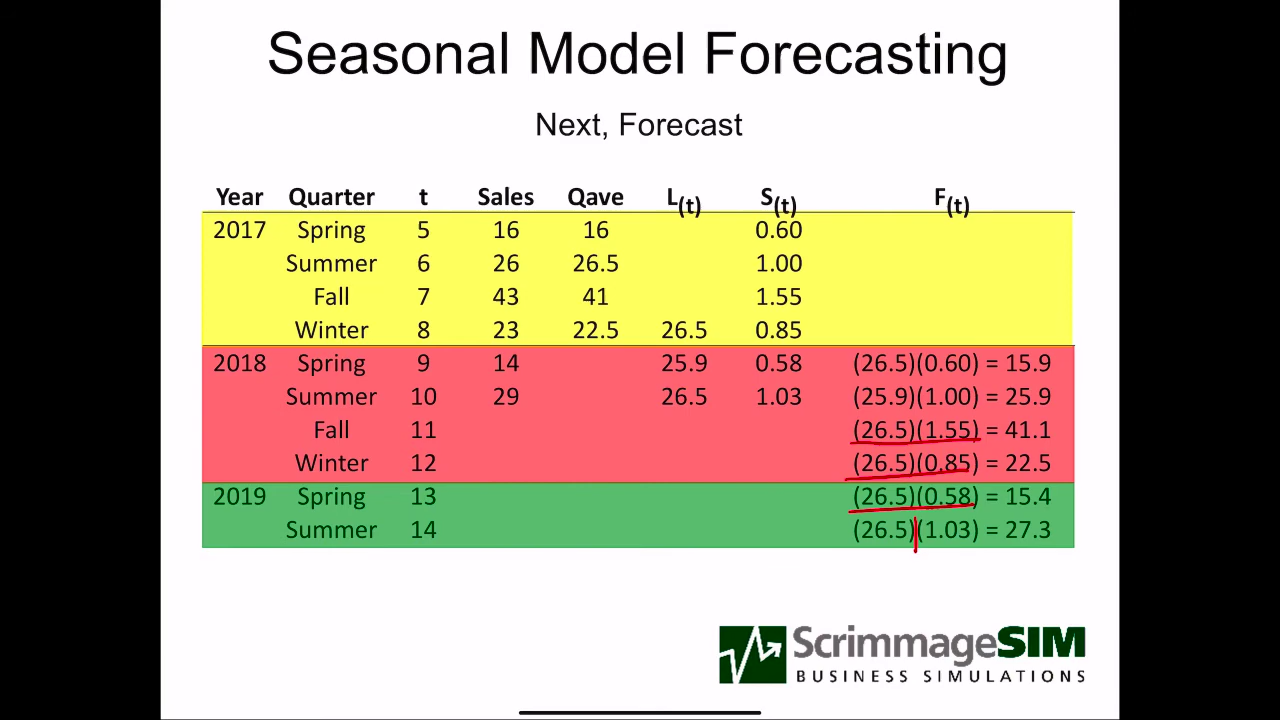 Seasonal Model Forecasting
Next, Forecast
Year Quarter t Sales Qave L(t) S(t) F(t)
2017 Spring 5 16 16 0.60
Summer 6 26 26.5 1.00
Fall 7 43 41 1.55
Winter 8 23 22.5 26.5 0.85
2018 Spring 9 14 25.9 0.58 (26.5)(0.60) = 15.9
Summer 10 29 26.5 1.03 (25.9)(1.00) = 25.9
Fall 11 (26.5)(1.55) = 41.1
Winter 12 (26.5)(0.85) = 22.5
2019 Spring 13 (26.5)(0.58) = 15.4
Summer 14 (26.5)(1.03) = 27.3
ScrimmageSIM
BUSINESS SIMULATIONS